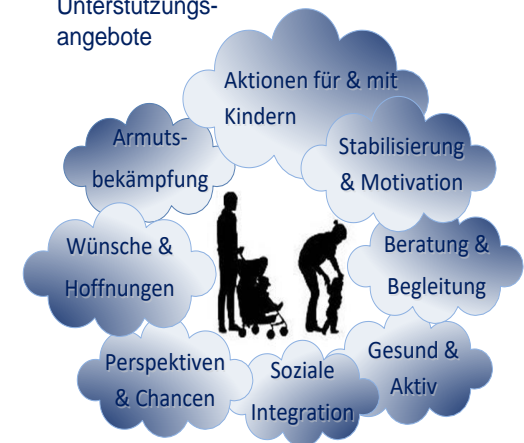 Unterstützungs-
angebote
Aktionen für & mit
Kindern
Armuts-
bekämpfung
Stabilisierung
& Motivation
Wünsche &
Hoffnungen
Beratung &
Begleitung
Perspektiven
& Chancen
Soziale
Integration
Gesund &
Aktiv